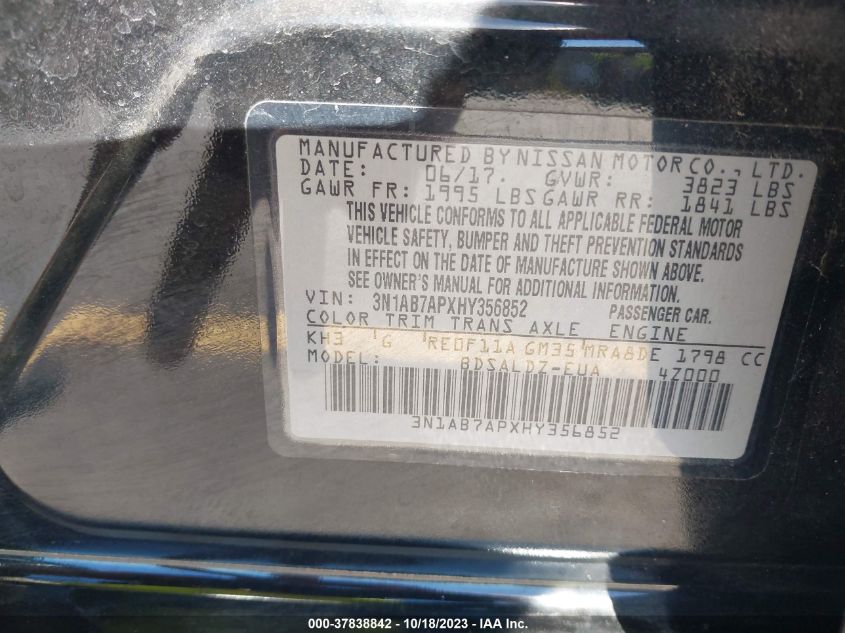 MANUFACTURED BY NISSAN MOTOR CO., LTD.
DATE: 06/17. GVWR: 3823 LBS
GAWR FR: 1995 LBS GAWR RR: 1841 LBS
THIS VEHICLE CONFORMS TO ALL APPLICABLE FEDERAL MOTOR
VEHICLE SAFETY, BUMPER AND THEFT PREVENTION STANDARDS
IN EFFECT ON THE DATE OF MANUFACTURE SHOWN ABOVE.
SEE OWNER'S MANUAL FOR ADDITIONAL INFORMATION.
VIN: 3N1AB7APXHY356852 PASSENGER CAR.
COLOR TRIM TRANS AXLE ENGINE
KH3 G RE0F11A GM35 MRA8DE 1798 CC
MODEL: BDSALDZ-EUA 4Z000
3N1AB7APXHY356852
000-37838842 - 10/18/2023 - IAA Inc.